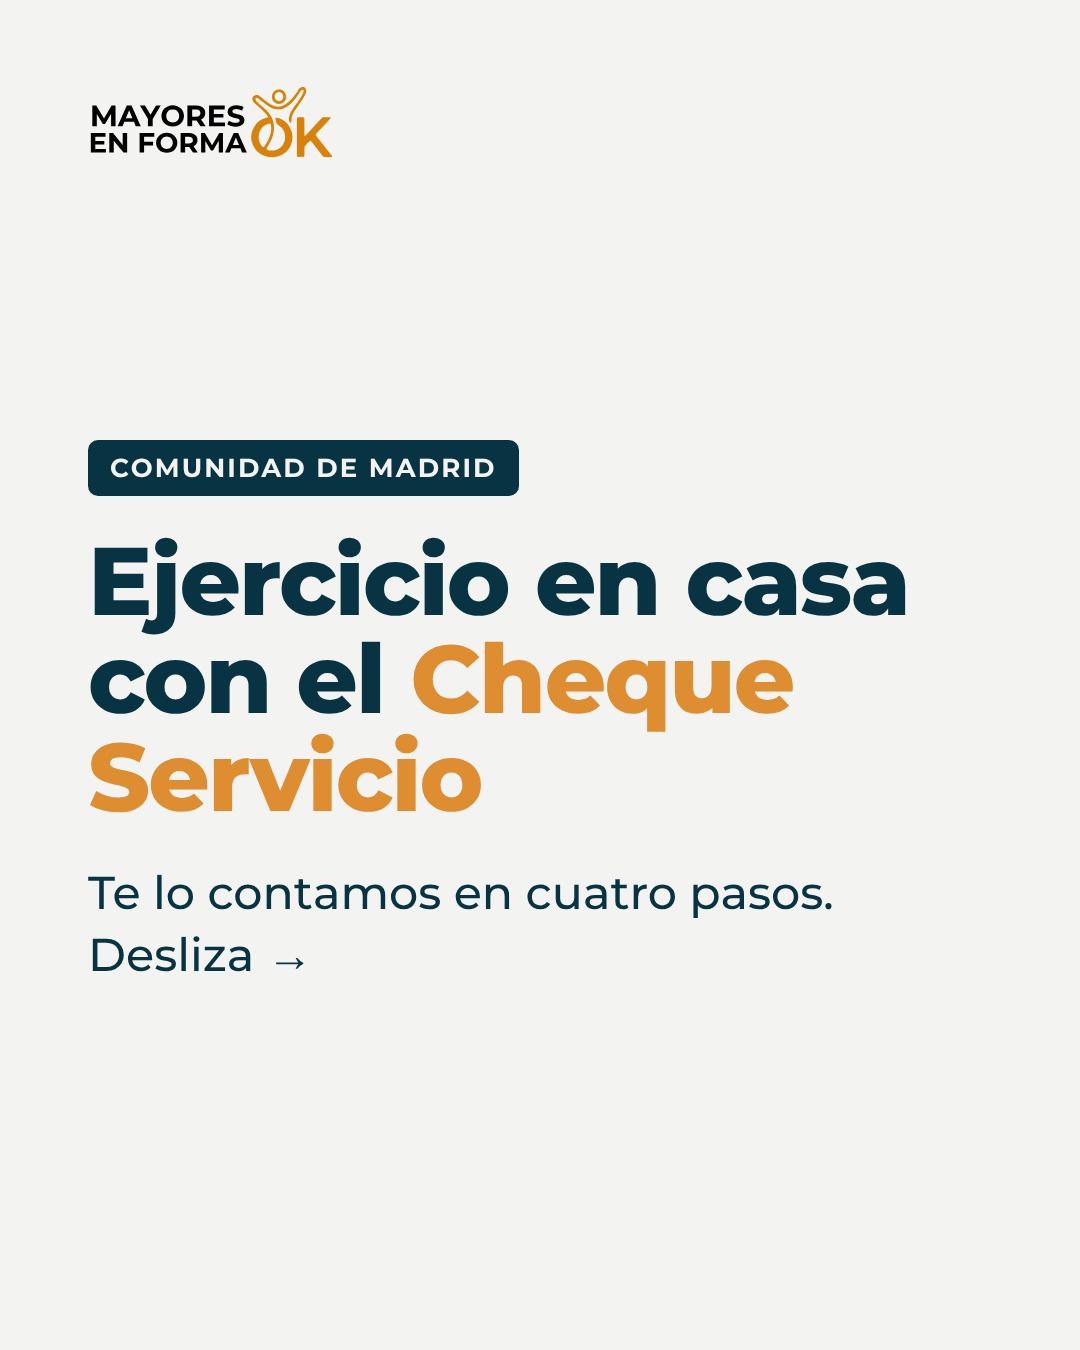 MAYORES
EN FORMA OK
COMUNIDAD DE MADRID
Ejercicio en casa
con el Cheque
Servicio
Te lo contamos en cuatro pasos.
Desliza →